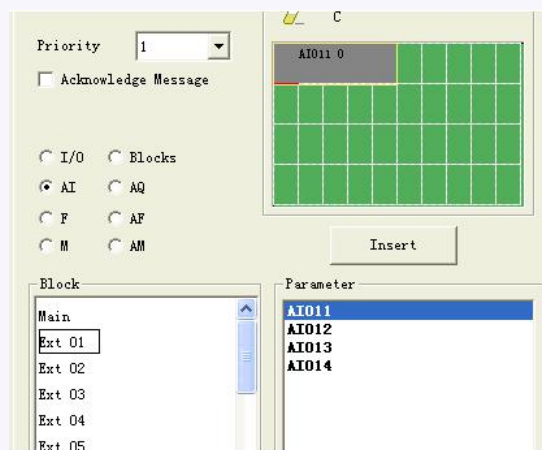 C
Priority 1
AI011 0
Acknowledge Message
I/O Blocks
AI AQ
F AF
M AM
Insert
Block
Main
Ext 01
Ext 02
Ext 03
Ext 04
Ext 05
Parameter
AI011
AI012
AI013
AI014